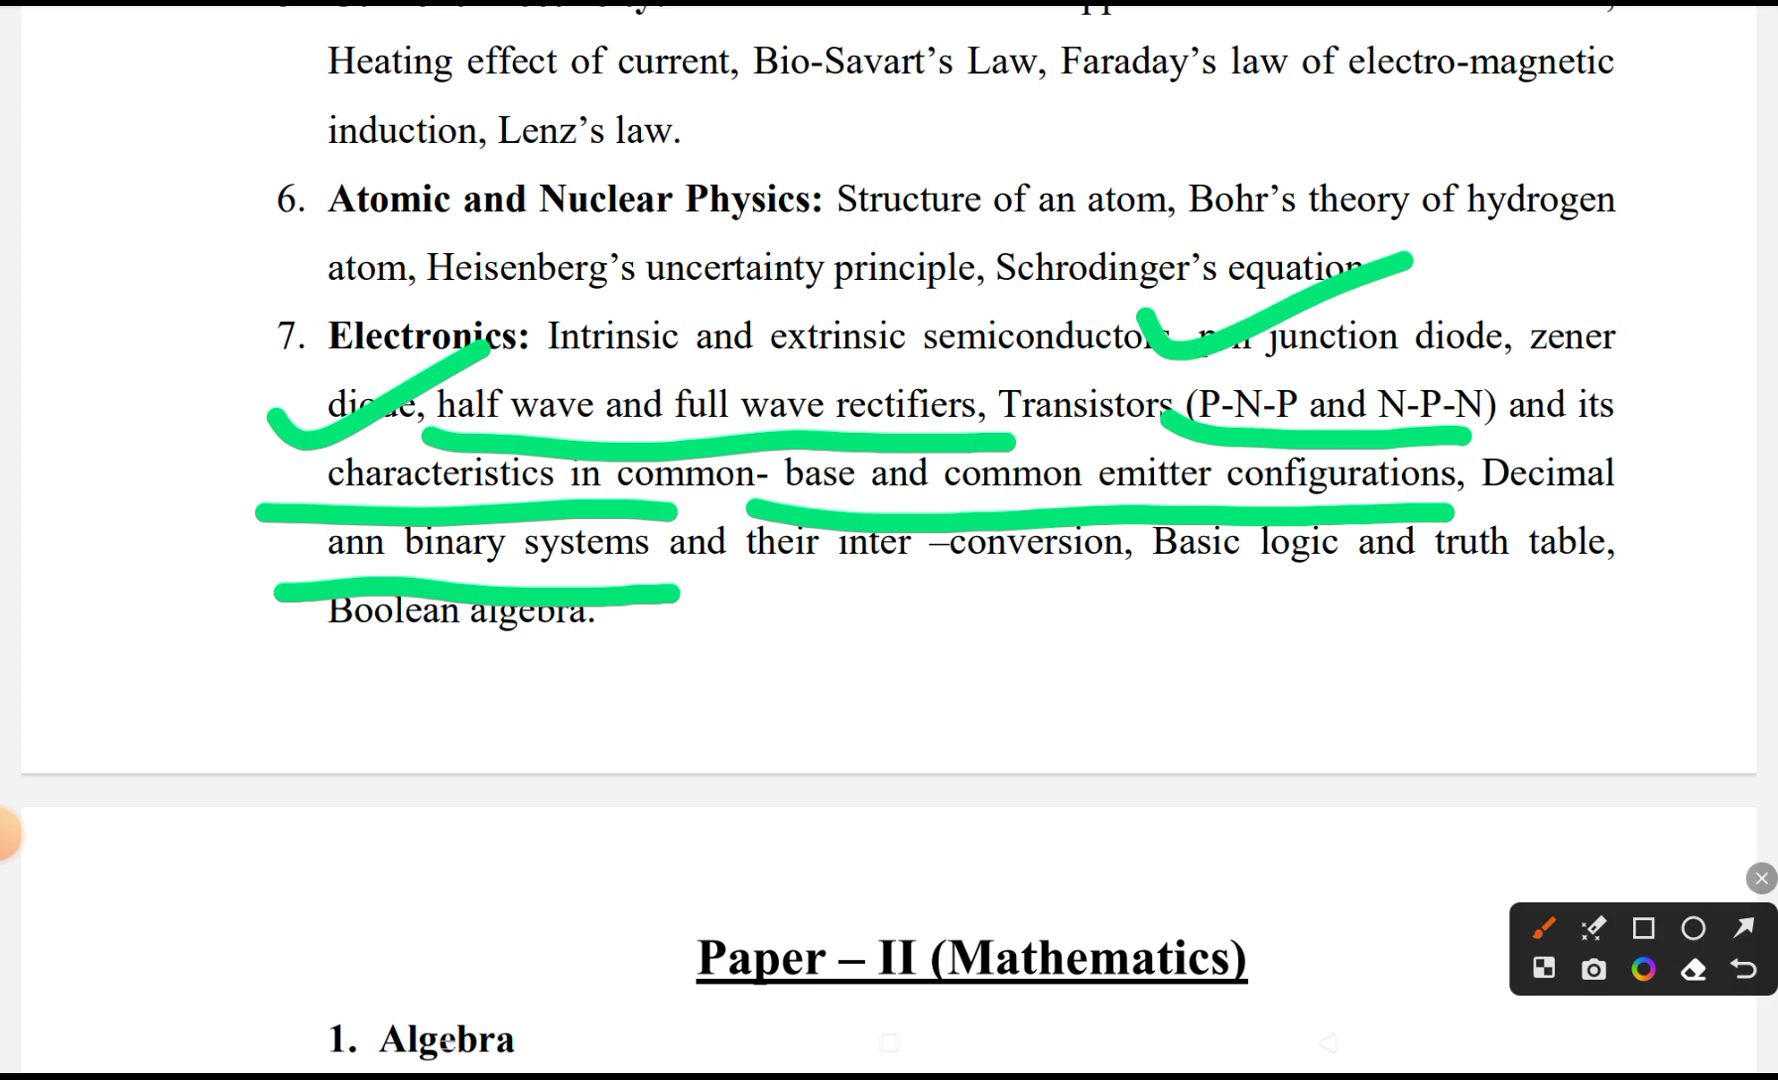 Heating effect of current, Bio-Savart’s Law, Faraday’s law of electro-magnetic
induction, Lenz’s law.
6. Atomic and Nuclear Physics: Structure of an atom, Bohr’s theory of hydrogen
atom, Heisenberg’s uncertainty principle, Schrodinger’s equation
7. Electronics: Intrinsic and extrinsic semiconductors, junction diode, zener
diode, half wave and full wave rectifiers, Transistors (P-N-P and N-P-N) and its
characteristics in common- base and common emitter configurations, Decimal
ann binary systems and their inter –conversion, Basic logic and truth table,
Boolean algebra.
Paper – II (Mathematics)
1. Algebra